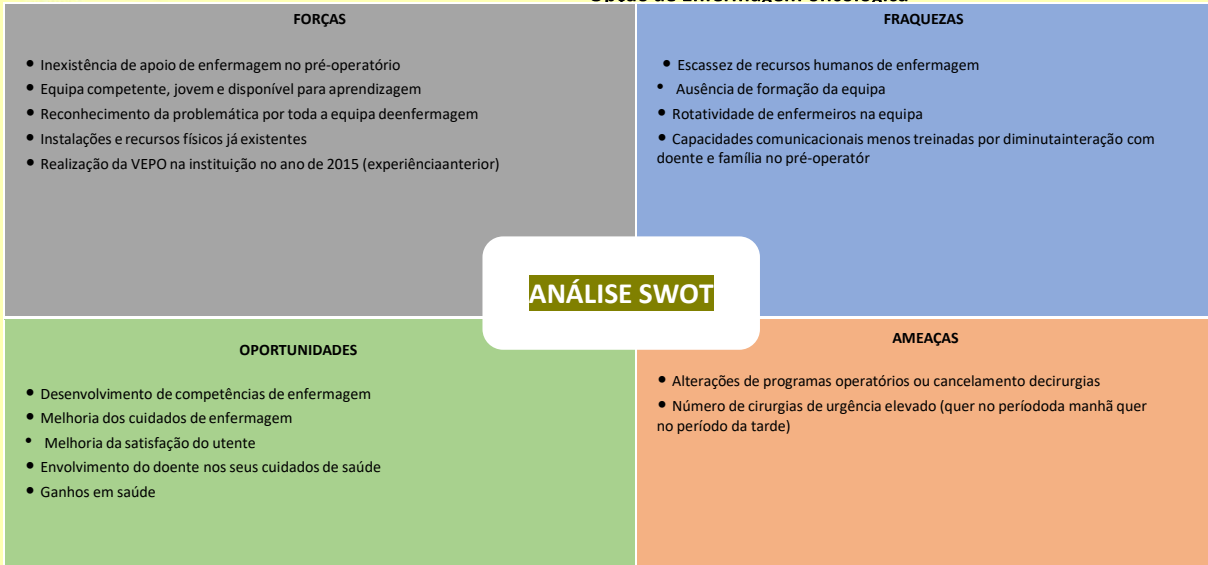 Opção de Enfermagem oncológica
FORÇAS
• Inexistência de apoio de enfermagem no pré-operatório
• Equipa competente, jovem e disponível para aprendizagem
• Reconhecimento da problemática por toda a equipa deenfermagem
• Instalações e recursos físicos já existentes
• Realização da VEPO na instituição no ano de 2015 (experiênciaanterior)
FRAQUEZAS
• Escassez de recursos humanos de enfermagem
• Ausência de formação da equipa
• Rotatividade de enfermeiros na equipa
• Capacidades comunicacionais menos treinadas por diminutainteração com
doente e família no pré-operatór
ANÁLISE SWOT
OPORTUNIDADES
• Desenvolvimento de competências de enfermagem
• Melhoria dos cuidados de enfermagem
• Melhoria da satisfação do utente
• Envolvimento do doente nos seus cuidados de saúde
• Ganhos em saúde
AMEAÇAS
• Alterações de programas operatórios ou cancelamento decirurgias
• Número de cirurgias de urgência elevado (quer no períododa manhã quer
no período da tarde)